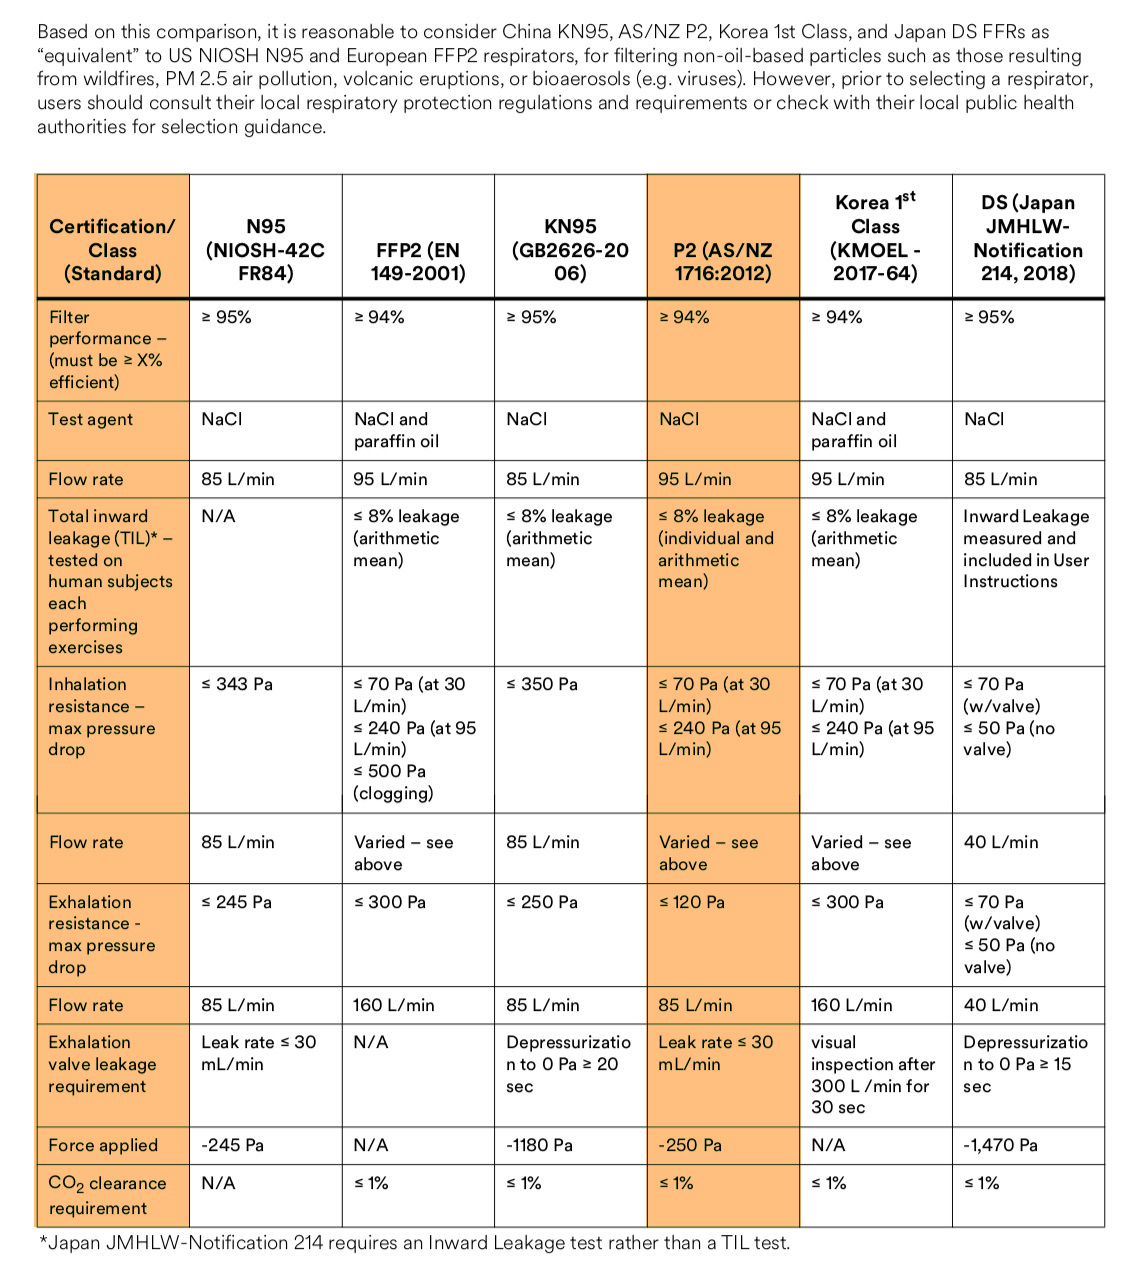 Based on this comparison, it is reasonable to consider China KN95, AS/NZ P2, Korea 1st Class, and Japan DS FFRs as
“equivalent” to US NIOSH N95 and European FFP2 respirators, for filtering non-oil-based particles such as those resulting
from wildfires, PM 2.5 air pollution, volcanic eruptions, or bioaerosols (e.g. viruses). However, prior to selecting a respirator,
users should consult their local respiratory protection regulations and requirements or check with their local public health
authorities for selection guidance.
Certification/
Class
(Standard)
N95
(NIOSH-42C
FR84)
FFP2 (EN
149-2001)
KN95
(GB2626-20
06)
P2 (AS/NZ
1716:2012)
Korea 1st
Class
(KMOEL -
2017-64)
DS (Japan
JMHLW-
Notification
214, 2018)
Filter
performance –
(must be ≥ X%
efficient)
≥ 95%
≥ 94%
≥ 95%
≥ 94%
≥ 94%
≥ 95%
Test agent
NaCl
NaCl and
paraffin oil
NaCl
NaCl
NaCl and
paraffin oil
NaCl
Flow rate
85 L/min
95 L/min
85 L/min
95 L/min
95 L/min
85 L/min
Total inward
leakage (TIL)* –
tested on
human subjects
each
performing
exercises
N/A
≤ 8% leakage
(arithmetic
mean)
≤ 8% leakage
(arithmetic
mean)
≤ 8% leakage
(individual and
arithmetic
mean)
≤ 8% leakage
(arithmetic
mean)
Inward Leakage
measured and
included in User
Instructions
Inhalation
resistance –
max pressure
drop
≤ 343 Pa
≤ 70 Pa (at 30
L/min)
≤ 240 Pa (at 95
L/min)
≤ 500 Pa
(clogging)
≤ 350 Pa
≤ 70 Pa (at 30
L/min)
≤ 240 Pa (at 95
L/min)
≤ 70 Pa (at 30
L/min)
≤ 240 Pa (at 95
L/min)
≤ 70 Pa
(w/valve)
≤ 50 Pa (no
valve)
Flow rate
85 L/min
Varied – see
above
85 L/min
Varied – see
above
Varied – see
above
40 L/min
Exhalation
resistance -
max pressure
drop
≤ 245 Pa
≤ 300 Pa
≤ 250 Pa
≤ 120 Pa
≤ 300 Pa
≤ 70 Pa
(w/valve)
≤ 50 Pa (no
valve)
Flow rate
85 L/min
160 L/min
85 L/min
85 L/min
160 L/min
40 L/min
Exhalation
valve leakage
requirement
Leak rate ≤ 30
mL/min
N/A
Depressurizatio
n to 0 Pa ≥ 20
sec
Leak rate ≤ 30
mL/min
visual
inspection after
300 L /min for
30 sec
Depressurizatio
n to 0 Pa ≥ 15
sec
Force applied
-245 Pa
N/A
-1180 Pa
-250 Pa
N/A
-1,470 Pa
CO2 clearance
requirement
N/A
≤ 1%
≤ 1%
≤ 1%
≤ 1%
≤ 1%
*Japan JMHLW-Notification 214 requires an Inward Leakage test rather than a TIL test.